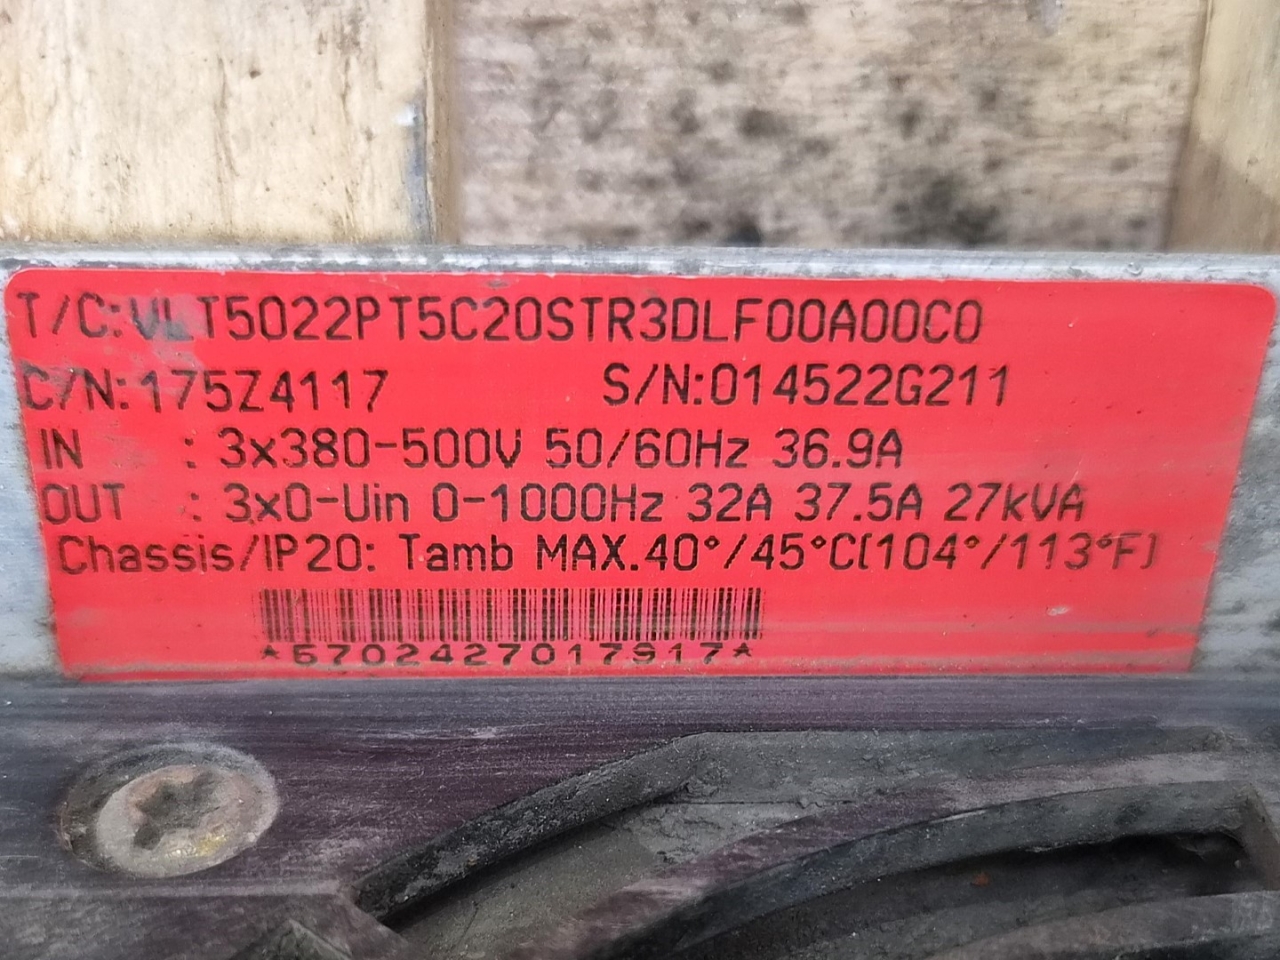 T/C:VLT5022PT5C20STR3DLF00A00C0
C/N:175Z4117 S/N:014522G211
IN : 3x380-500V 50/60Hz 36.9A
OUT : 3x0-Uin 0-1000Hz 32A 37.5A 27kVA
Chassis/IP20: Tamb MAX.40°/45°C(104°/113°F)
*5702427017917*